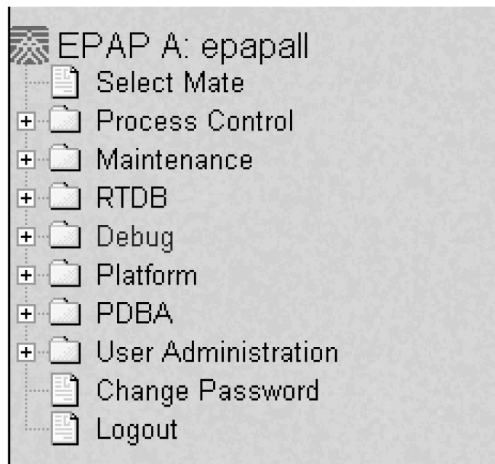 EPAP A: epapall
Select Mate
Process Control
Maintenance
RTDB
Debug
Platform
PDBA
User Administration
Change Password
Logout